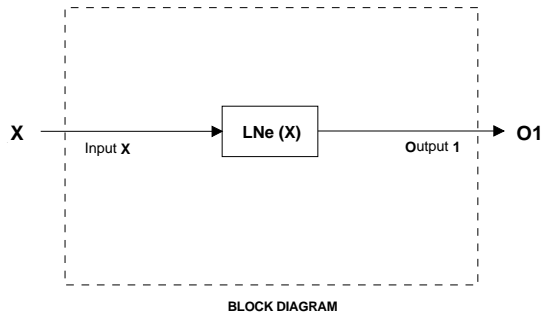 X
Input X
LNe (X)
Output 1
O1
BLOCK DIAGRAM